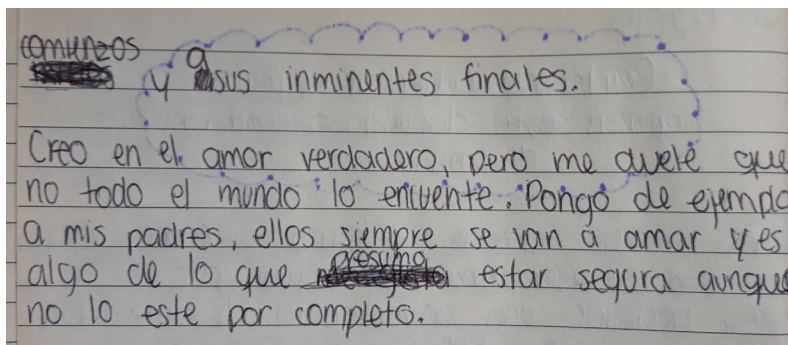 comienzos
y a sus inminentes finales.
Creo en el amor verdadero, pero me duele que
no todo el mundo lo encuentre. Pongo de ejemplo
a mis padres, ellos siempre se van a amar y es
algo de lo que presumo estar segura aunque
no lo este por completo.